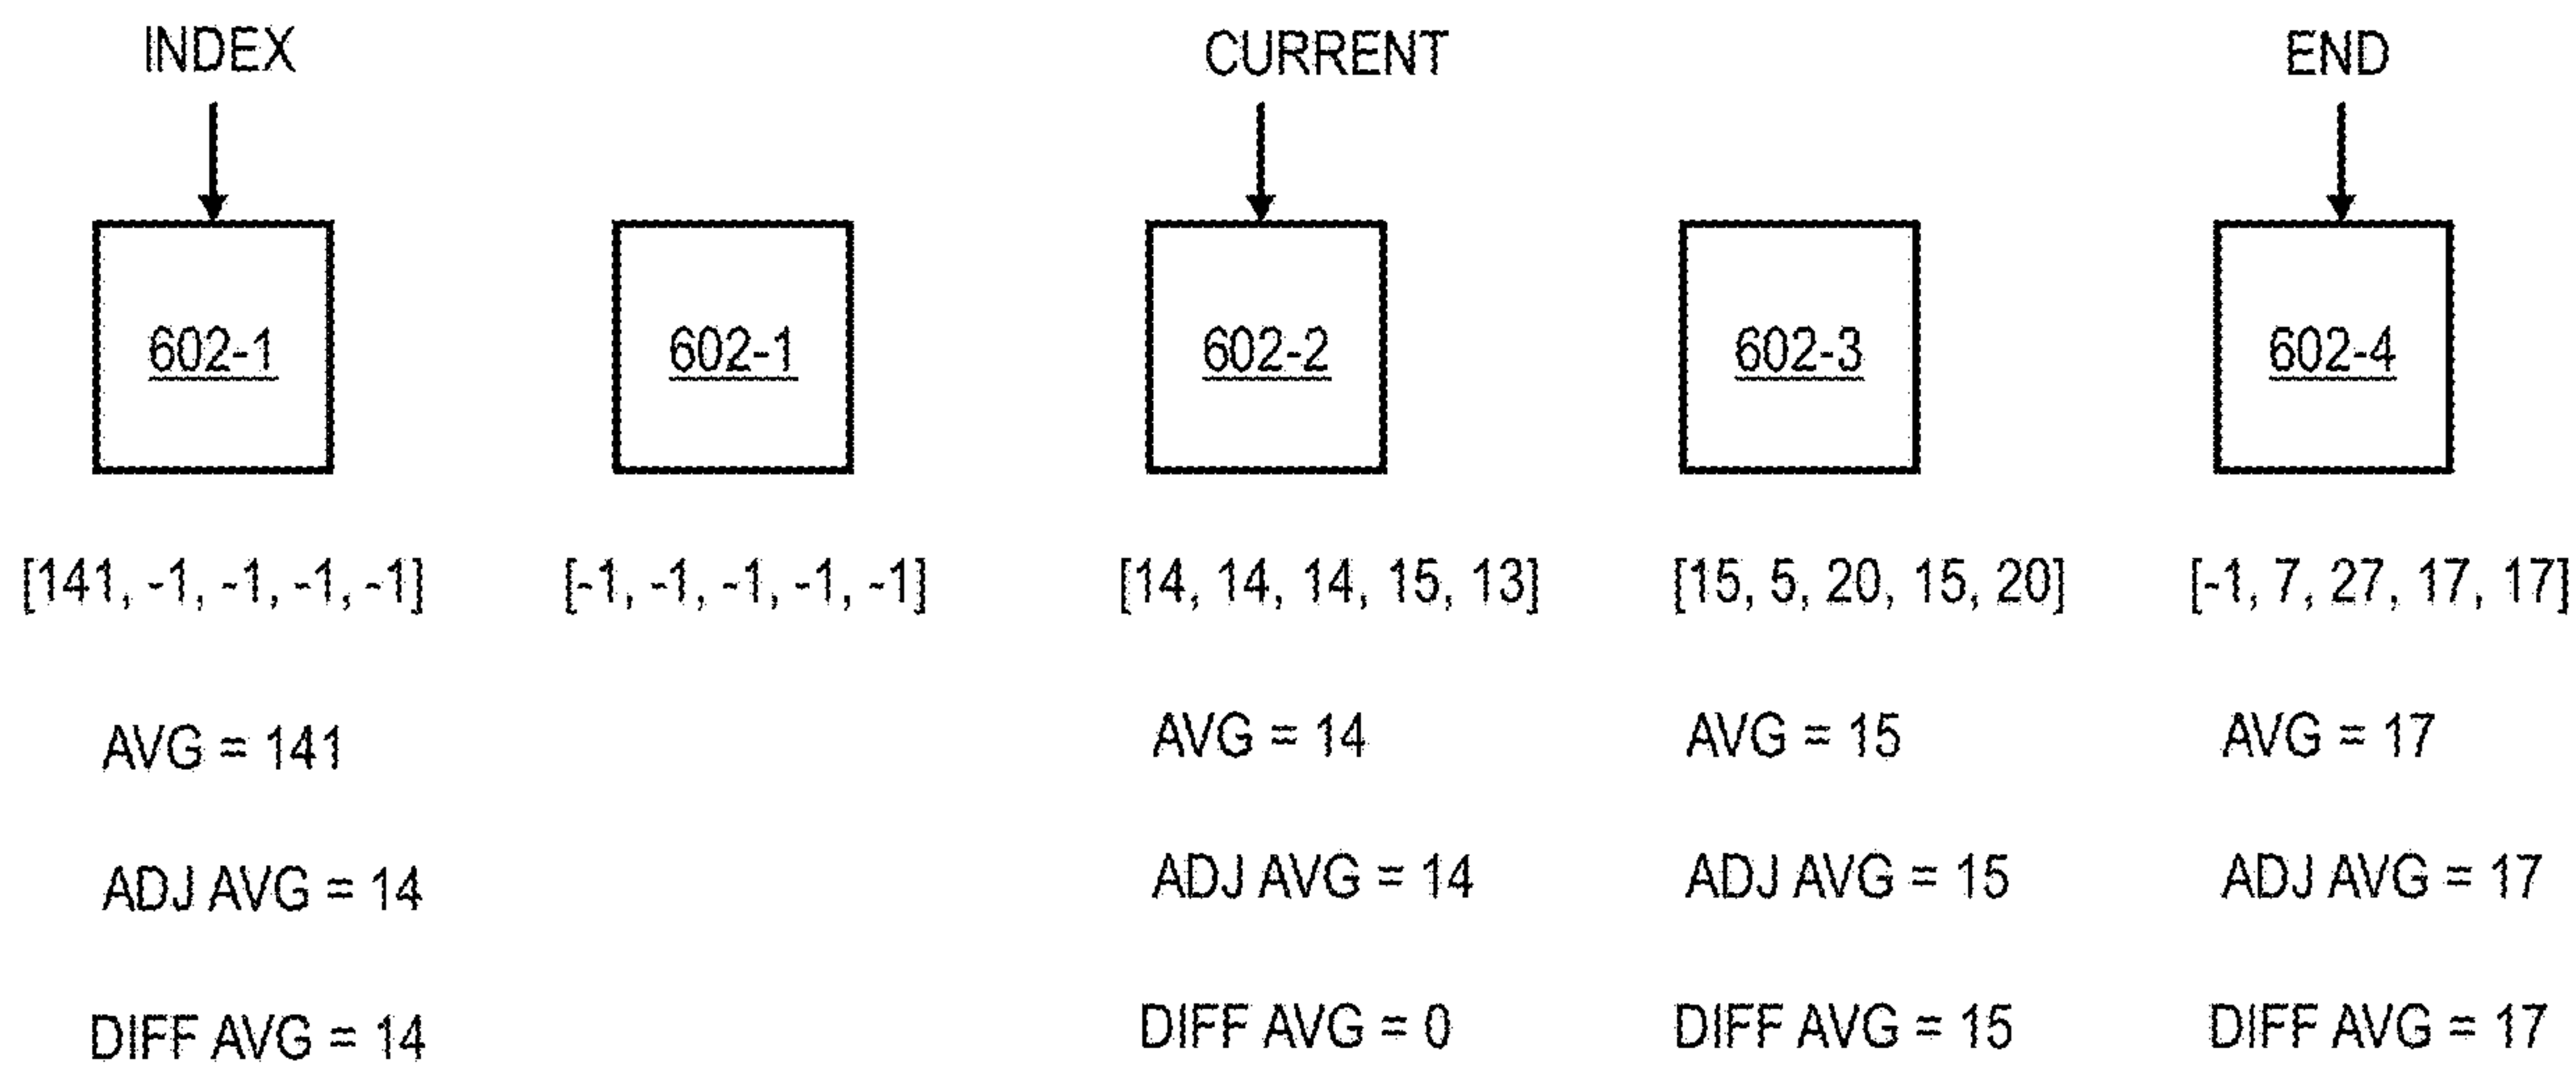 INDEX CURRENT END
602-1 602-1 602-2 602-3 602-4
[141, -1, -1, -1, -1] [-1, -1, -1, -1, -1] [14, 14, 14, 15, 13] [15, 5, 20, 15, 20] [-1, 7, 27, 17, 17]
AVG = 141 AVG = 14 AVG = 15 AVG = 17
ADJ AVG = 14 ADJ AVG = 14 ADJ AVG = 15 ADJ AVG = 17
DIFF AVG = 14 DIFF AVG = 0 DIFF AVG = 15 DIFF AVG = 17